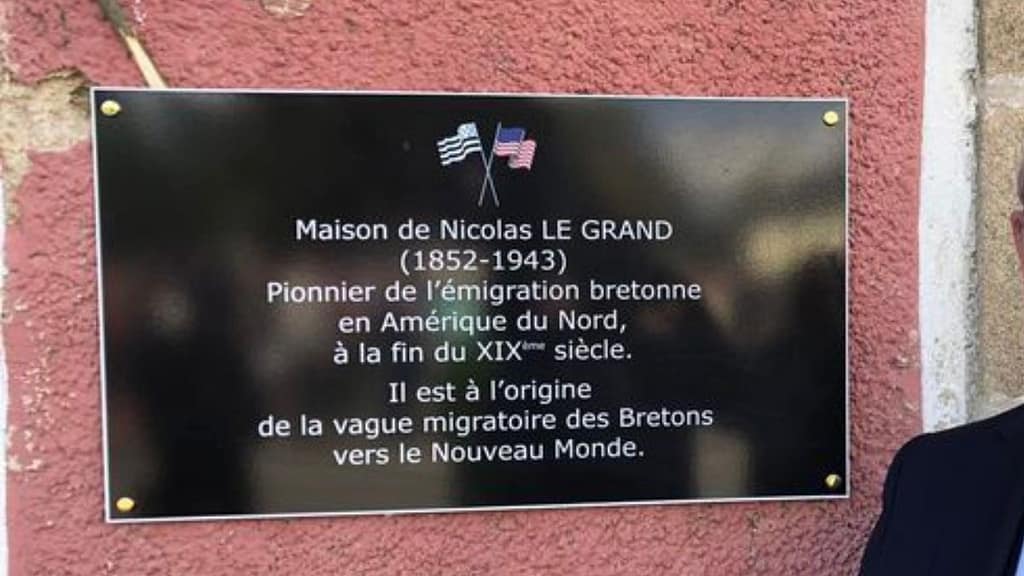 Maison de Nicolas LE GRAND
(1852-1943)
Pionnier de l'émigration bretonne
en Amérique du Nord,
à la fin du XIXème siècle.
Il est à l'origine
de la vague migratoire des Bretons
vers le Nouveau Monde.